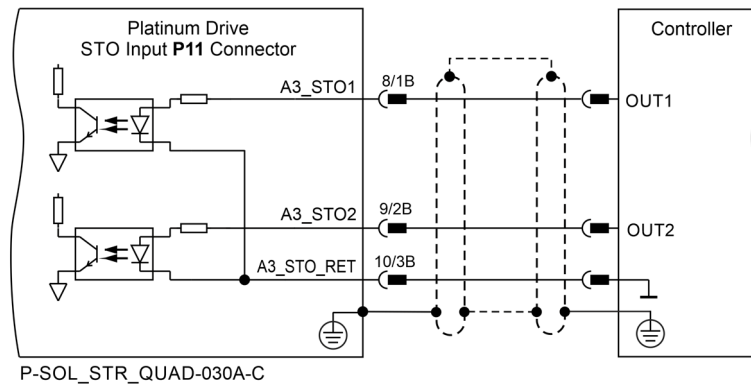 Platinum Drive
STO Input P11 Connector
Controller
A3_STO1
8/1B
OUT1
A3_STO2
9/2B
OUT2
A3_STO_RET
10/3B
P-SOL_STR_QUAD-030A-C